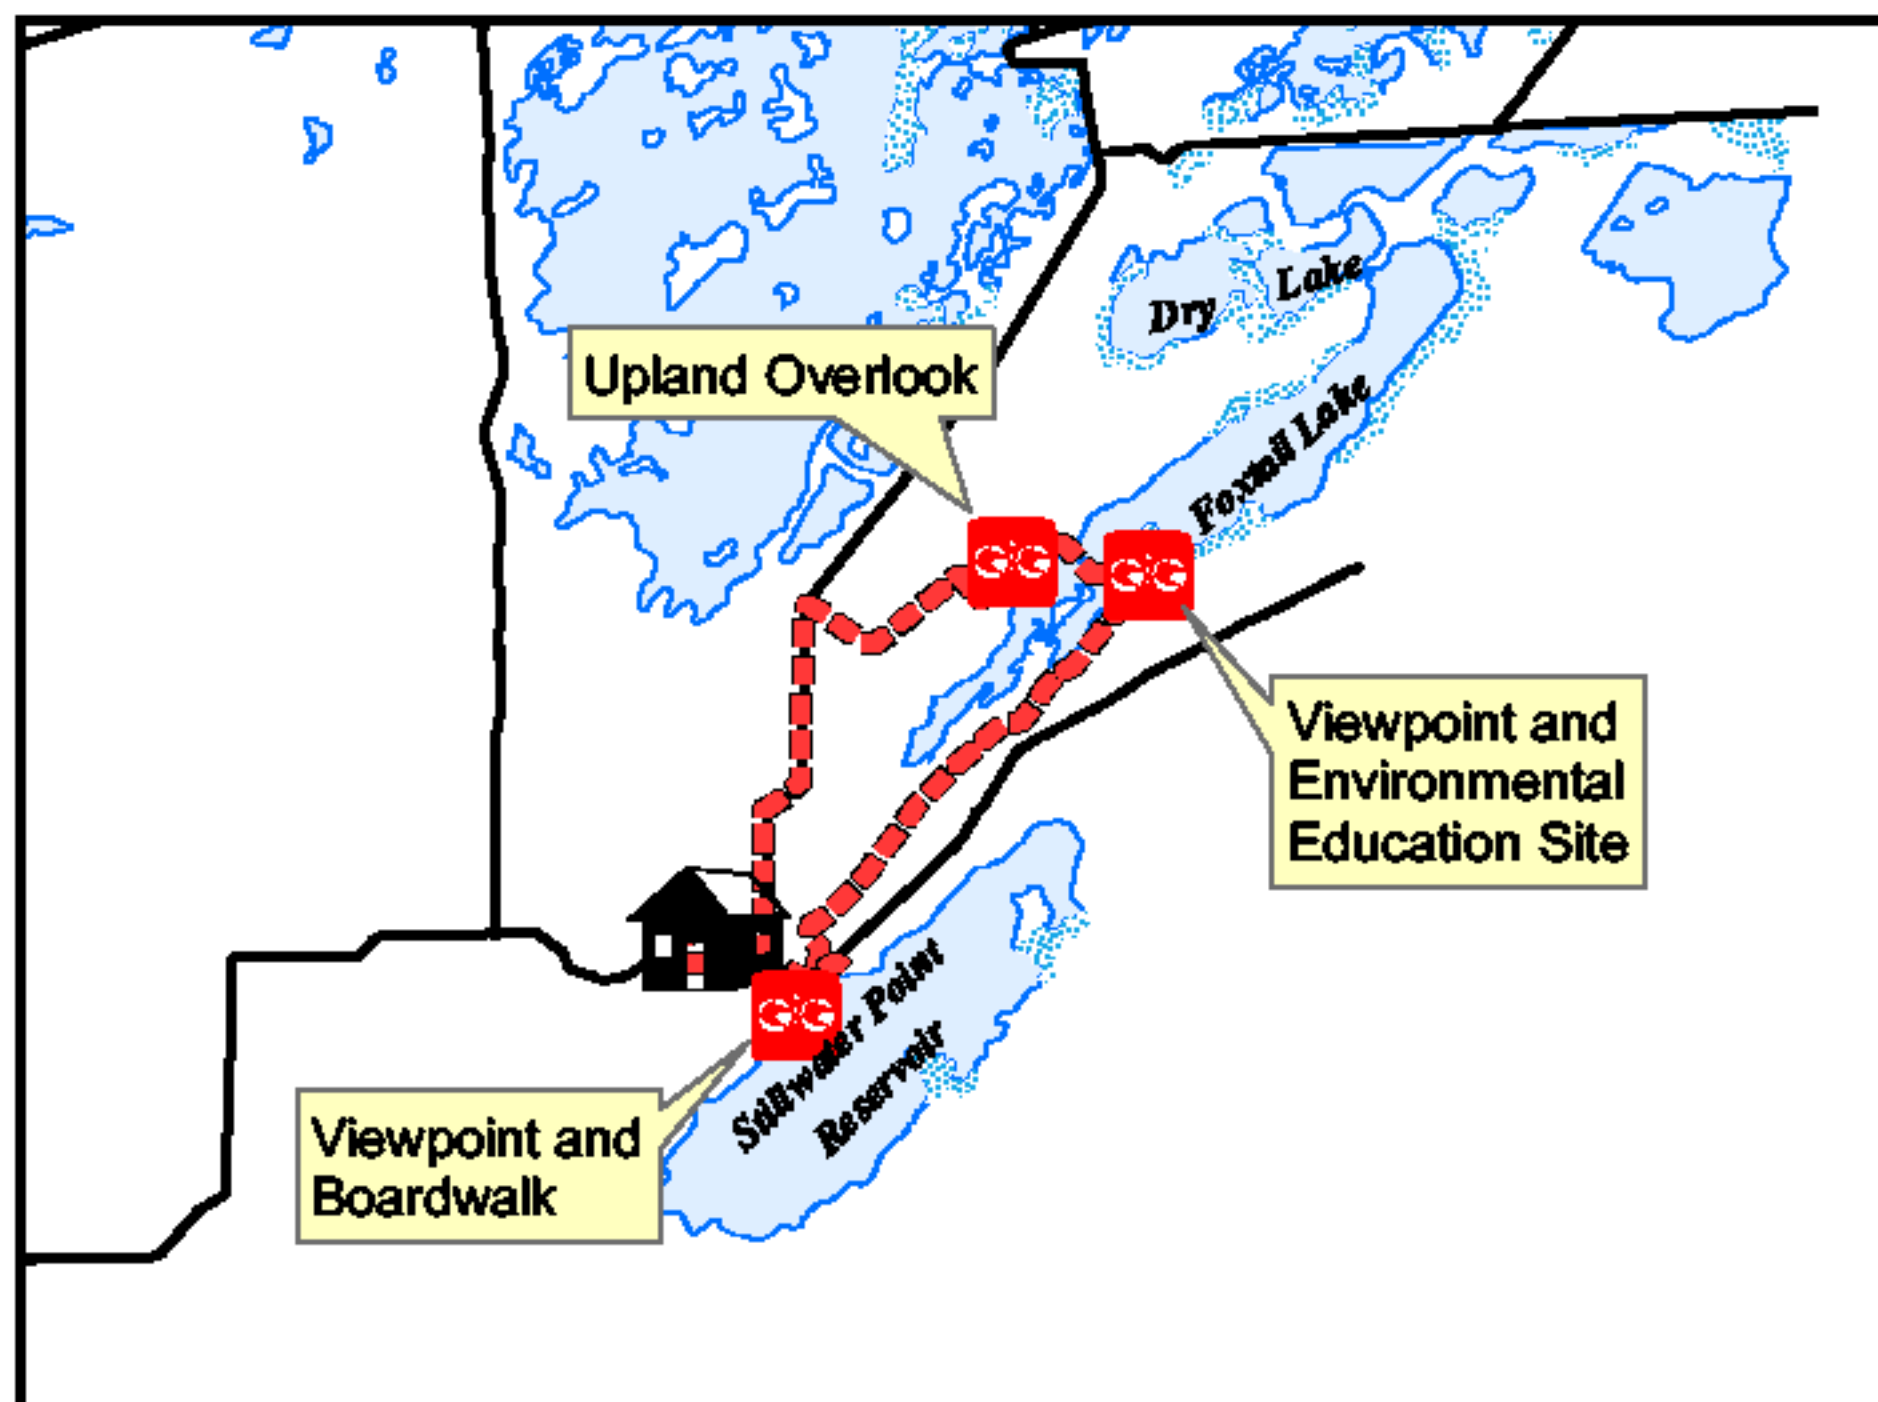 Dry Lake
Upland Overlook
Foxtail Lake
Viewpoint and
Environmental
Education Site
Stillwater Point
Reservoir
Viewpoint and
Boardwalk